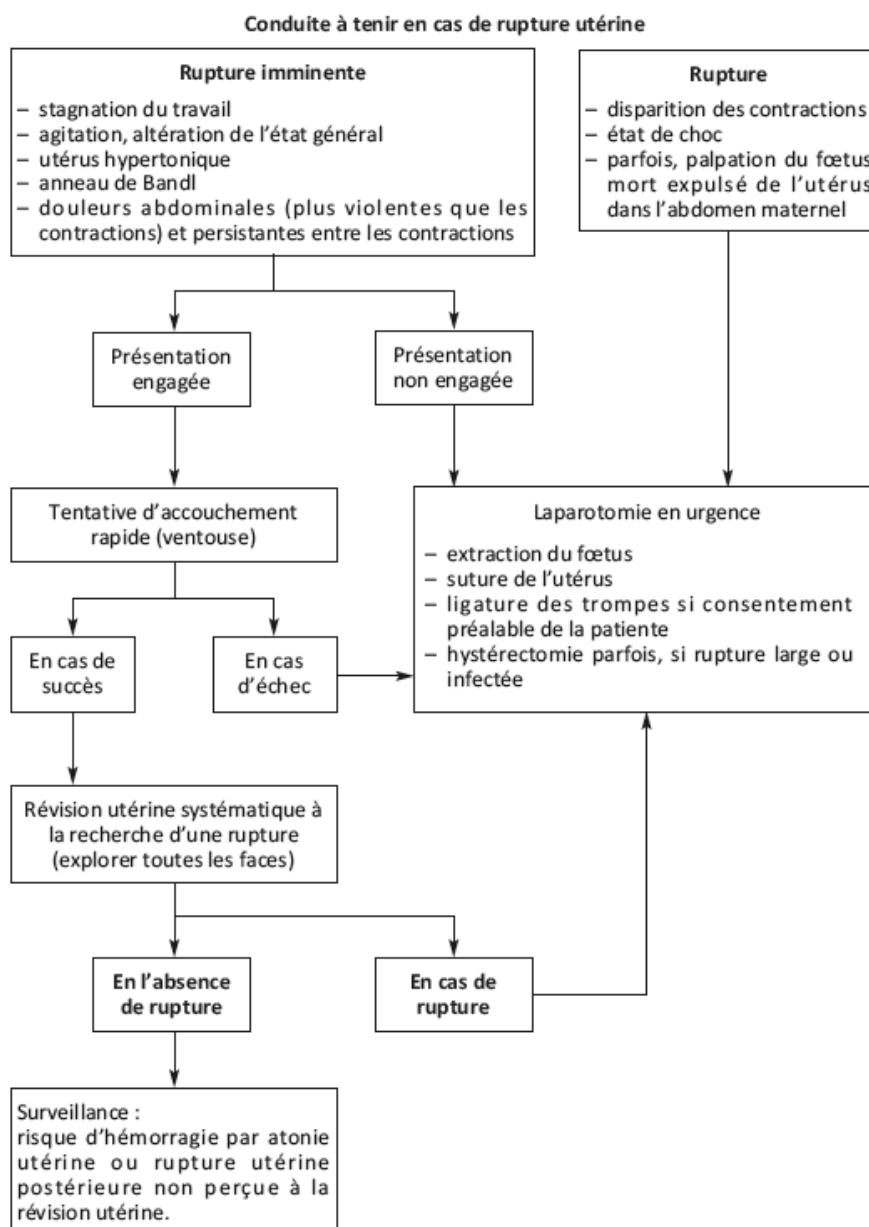 Conduite à tenir en cas de rupture utérine
Rupture imminente
– stagnation du travail
– agitation, altération de l’état général
– utérus hypertonique
– anneau de Bandl
– douleurs abdominales (plus violentes que les
contractions) et persistantes entre les contractions
Rupture
– disparition des contractions
– état de choc
– parfois, palpation du fœtus
mort expulsé de l’utérus
dans l’abdomen maternel
Présentation
engagée
Présentation
non engagée
Tentative d’accouchement
rapide (ventouse)
Laparotomie en urgence
– extraction du fœtus
– suture de l’utérus
– ligature des trompes si consentement
préalable de la patiente
– hystérectomie parfois, si rupture large ou
infectée
En cas de
succès
En cas
d’échec
Révision utérine systématique à
la recherche d’une rupture
(explorer toutes les faces)
En l’absence
de rupture
En cas de
rupture
Surveillance :
risque d’hémorragie par atonie
utérine ou rupture utérine
postérieure non perçue à la
révision utérine.